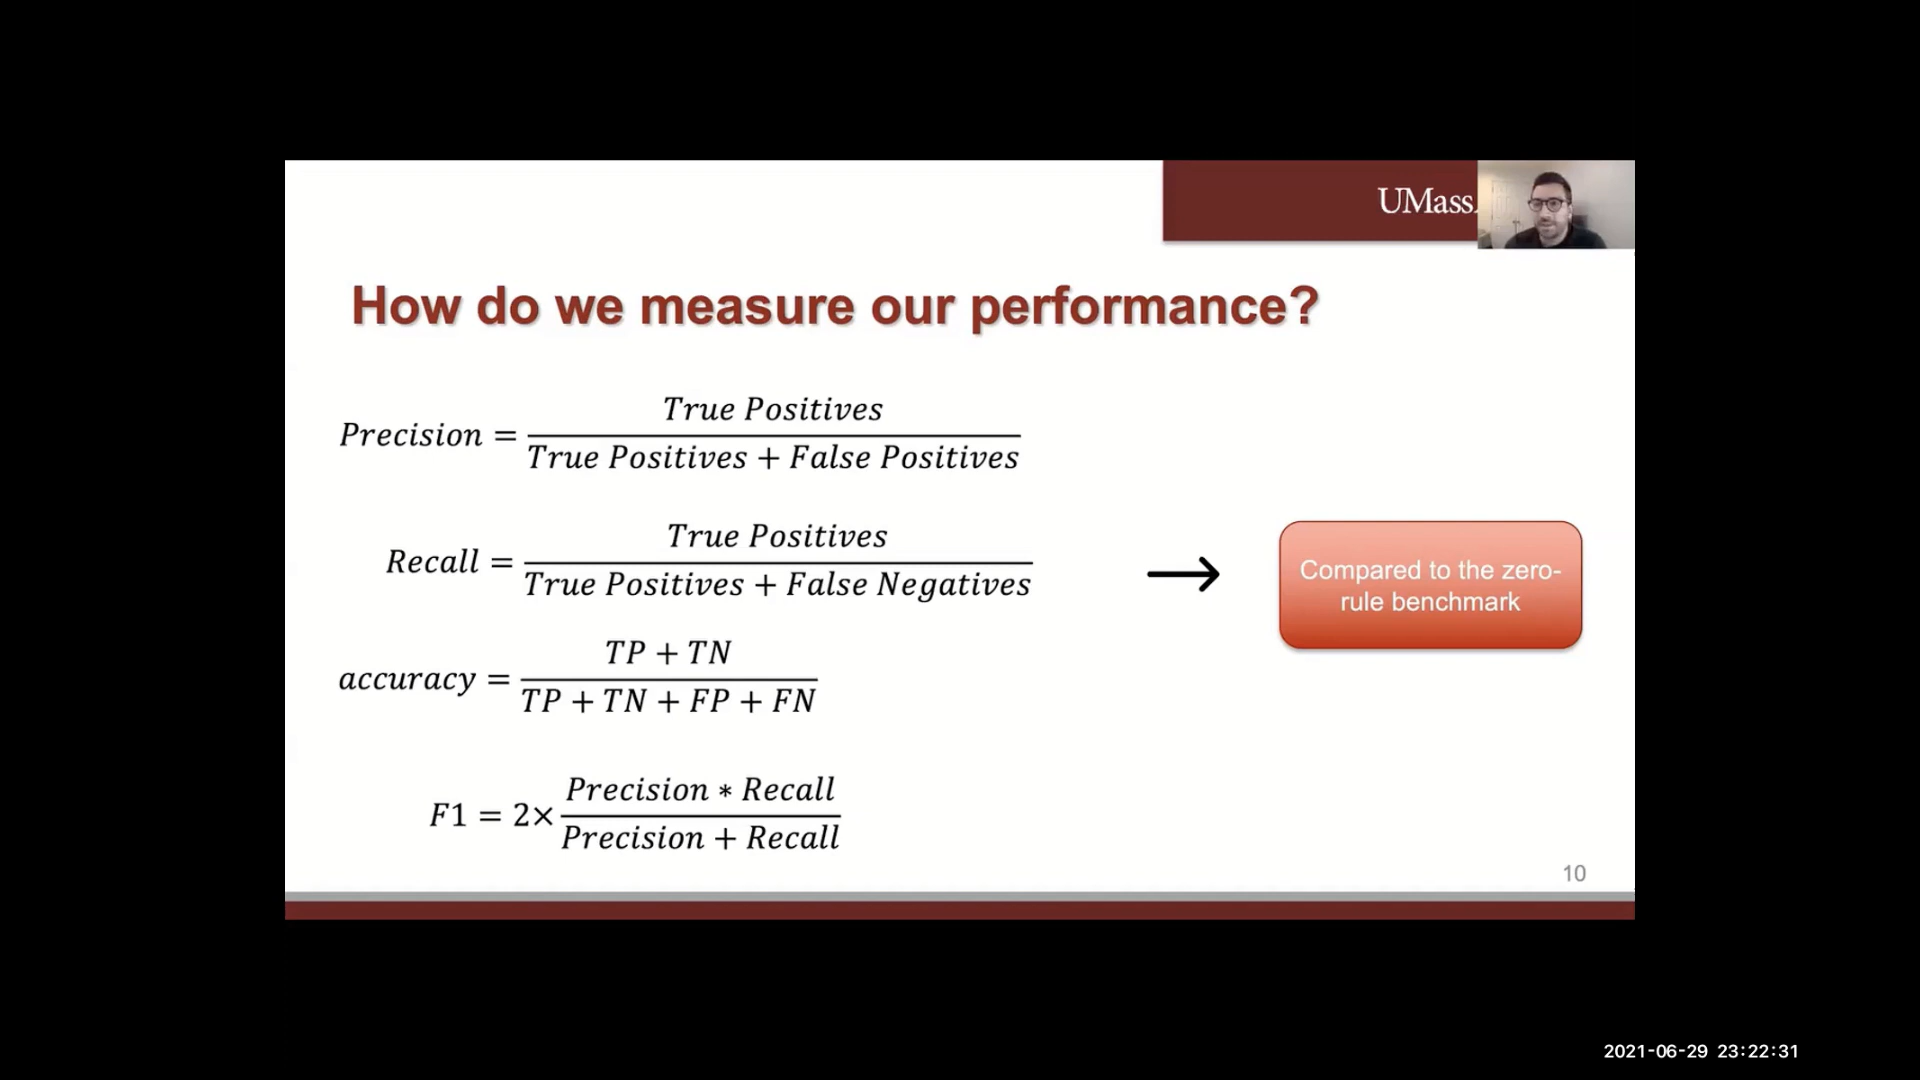 UMass
How do we measure our performance?
Precision = True Positives / True Positives + False Positives
Recall = True Positives / True Positives + False Negatives
→
Compared to the zero-
rule benchmark
accuracy = TP + TN / TP + TN + FP + FN
F1 = 2× Precision * Recall / Precision + Recall
10
2021-06-29 23:22:31